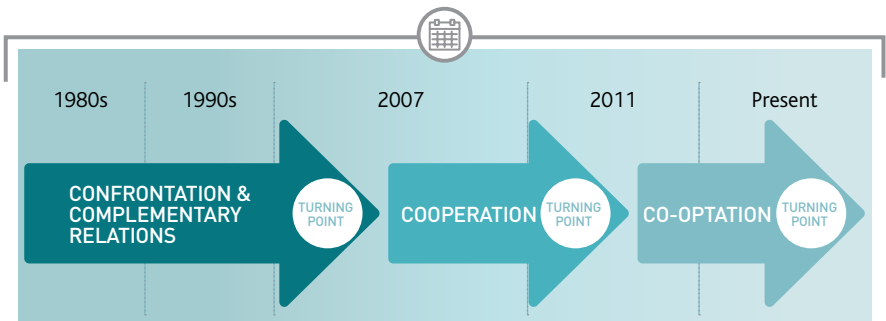 1980s
1990s
2007
2011
Present
CONFRONTATION &
COMPLEMENTARY
RELATIONS
TURNING
POINT
COOPERATION
TURNING
POINT
CO-OPTATION
TURNING
POINT